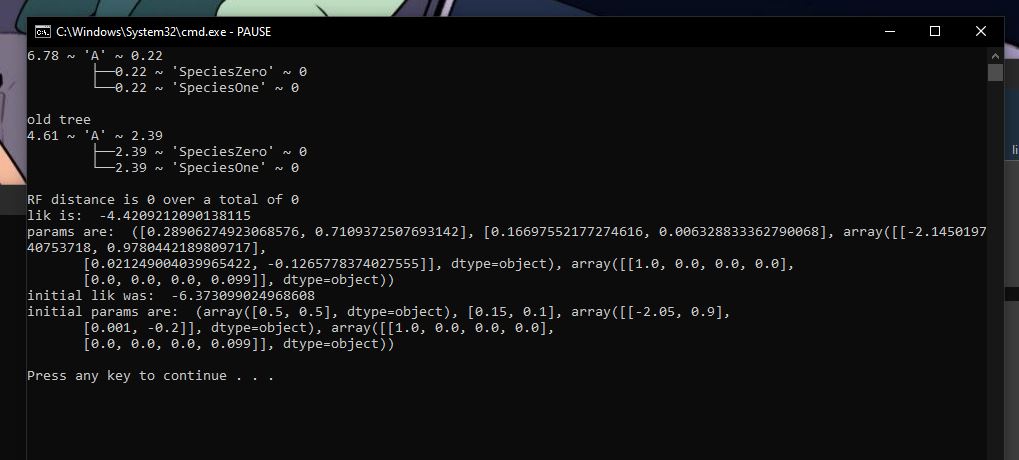 C:\Windows\System32\cmd.exe - PAUSE
6.78 ~ 'A' ~ 0.22
├──0.22 ~ 'SpeciesZero' ~ 0
└──0.22 ~ 'SpeciesOne' ~ 0
old tree
4.61 ~ 'A' ~ 2.39
├──2.39 ~ 'SpeciesZero' ~ 0
└──2.39 ~ 'SpeciesOne' ~ 0
RF distance is 0 over a total of 0
lik is:  -4.4209212090138115
params are:  ([0.28906274923068576, 0.7109372507693142], [0.16697552177274616, 0.006328833362790068], array([[-2.1450197
40753718, 0.9780442189809717],
[0.021249004039965422, -0.1265778374027555]], dtype=object), array([[1.0, 0.0, 0.0, 0.0],
[0.0, 0.0, 0.0, 0.099]], dtype=object))
initial lik was:  -6.373099024968608
initial params are:  (array([0.5, 0.5], dtype=object), [0.15, 0.1], array([[-2.05, 0.9],
[0.001, -0.2]], dtype=object), array([[1.0, 0.0, 0.0, 0.0],
[0.0, 0.0, 0.0, 0.099]], dtype=object))
Press any key to continue . . .